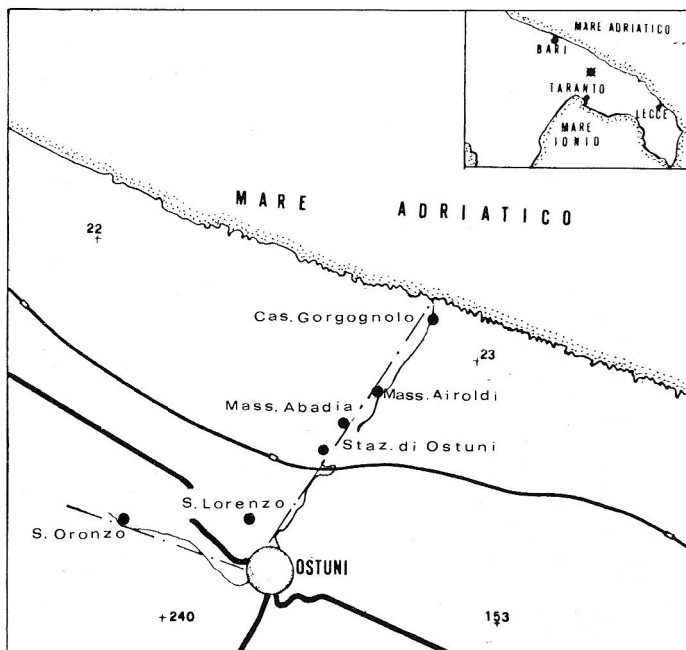 MARE ADRIATICO
BARI
TARANTO
LECCE
MARE
IONIO
MARE ADRIATICO
22
Cas. Gorgognolo
23
Mass. Airoldi
Mass. Abadia
Staz. di Ostuni
S. Lorenzo
S. Oronzo
OSTUNI
240
153